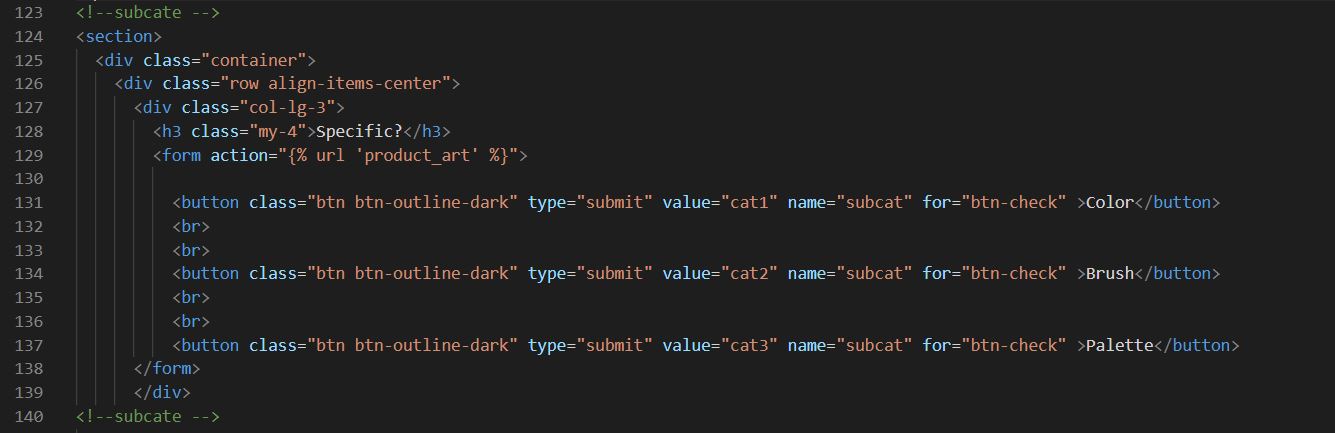 123 <!--subcate -->
124 <section>
125 <div class="container">
126 <div class="row align-items-center">
127 <div class="col-lg-3">
128 <h3 class="my-4">Specific?</h3>
129 <form action="{% url 'product_art' %}">
130
131 <button class="btn btn-outline-dark" type="submit" value="cat1" name="subcat" for="btn-check" >Color</button>
132 <br>
133 <br>
134 <button class="btn btn-outline-dark" type="submit" value="cat2" name="subcat" for="btn-check" >Brush</button>
135 <br>
136 <br>
137 <button class="btn btn-outline-dark" type="submit" value="cat3" name="subcat" for="btn-check" >Palette</button>
138 </form>
139 </div>
140 <!--subcate -->